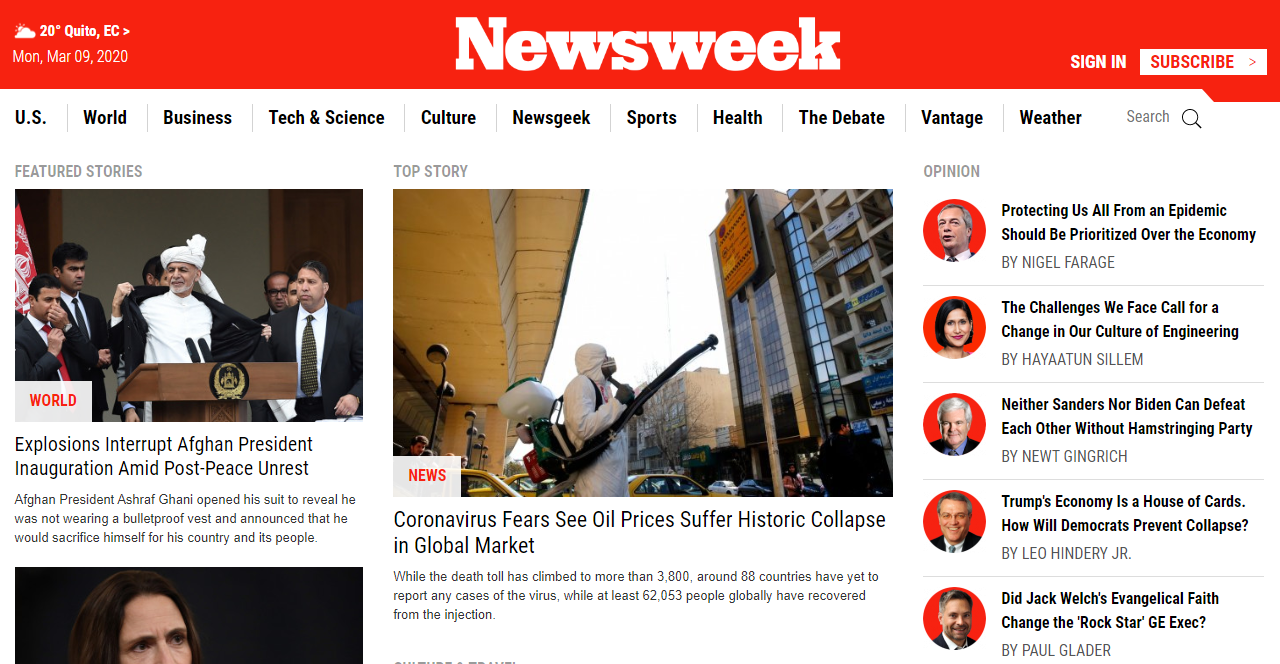 20° Quito, EC >
Mon, Mar 09, 2020
Newsweek
SIGN IN
SUBSCRIBE >
U.S.
World
Business
Tech & Science
Culture
Newsgeek
Sports
Health
The Debate
Vantage
Weather
Search
FEATURED STORIES
WORLD
Explosions Interrupt Afghan President
Inauguration Amid Post-Peace Unrest
Afghan President Ashraf Ghani opened his suit to reveal he
was not wearing a bulletproof vest and announced that he
would sacrifice himself for his country and its people.
TOP STORY
NEWS
Coronavirus Fears See Oil Prices Suffer Historic Collapse
in Global Market
While the death toll has climbed to more than 3,800, around 88 countries have yet to
report any cases of the virus, while at least 62,053 people globally have recovered
from the injection.
CULTURE & TRAVEL
OPINION
Protecting Us All From an Epidemic
Should Be Prioritized Over the Economy
BY NIGEL FARAGE
The Challenges We Face Call for a
Change in Our Culture of Engineering
BY HAYAATUN SILLEM
Neither Sanders Nor Biden Can Defeat
Each Other Without Hamstringing Party
BY NEWT GINGRICH
Trump's Economy Is a House of Cards.
How Will Democrats Prevent Collapse?
BY LEO HINDERY JR.
Did Jack Welch's Evangelical Faith
Change the 'Rock Star' GE Exec?
BY PAUL GLADER